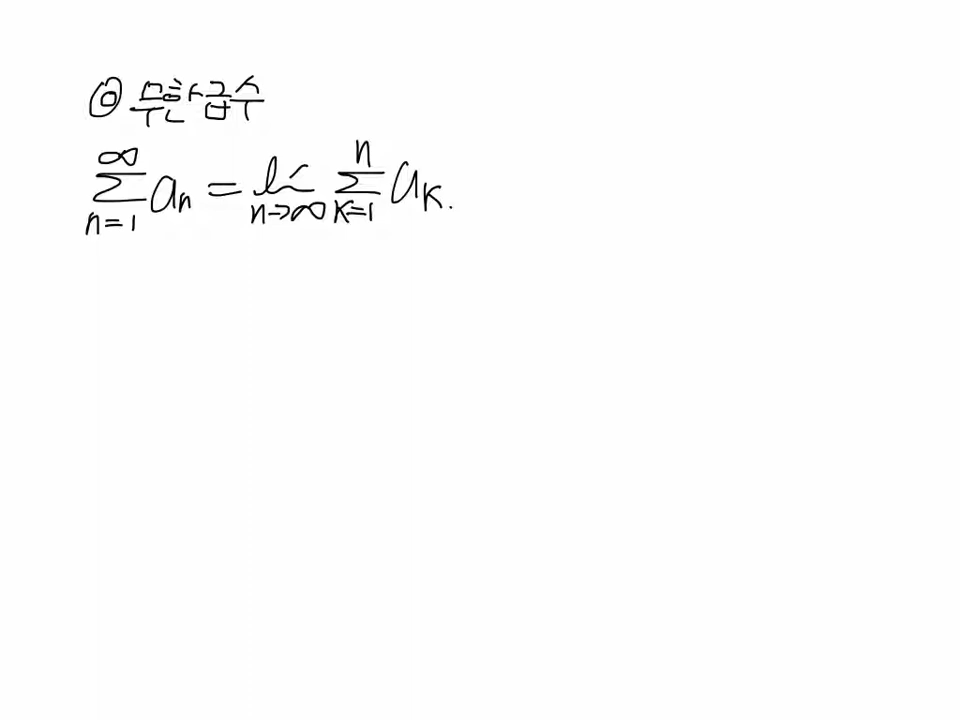 ◎ 무한급수
∑_{n=1}^{∞} a_n = lim_{n→∞} ∑_{k=1}^{n} a_k.